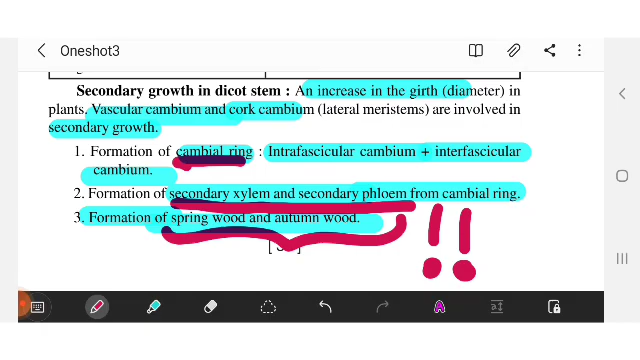 Oneshot3
Secondary growth in dicot stem : An increase in the girth (diameter) in
plants. Vascular cambium and cork cambium (lateral meristems) are involved in
secondary growth.
1. Formation of cambial ring : Intrafascicular cambium + interfascicular
cambium.
2. Formation of secondary xylem and secondary phloem from cambial ring.
3. Formation of spring wood and autumn wood.
!!